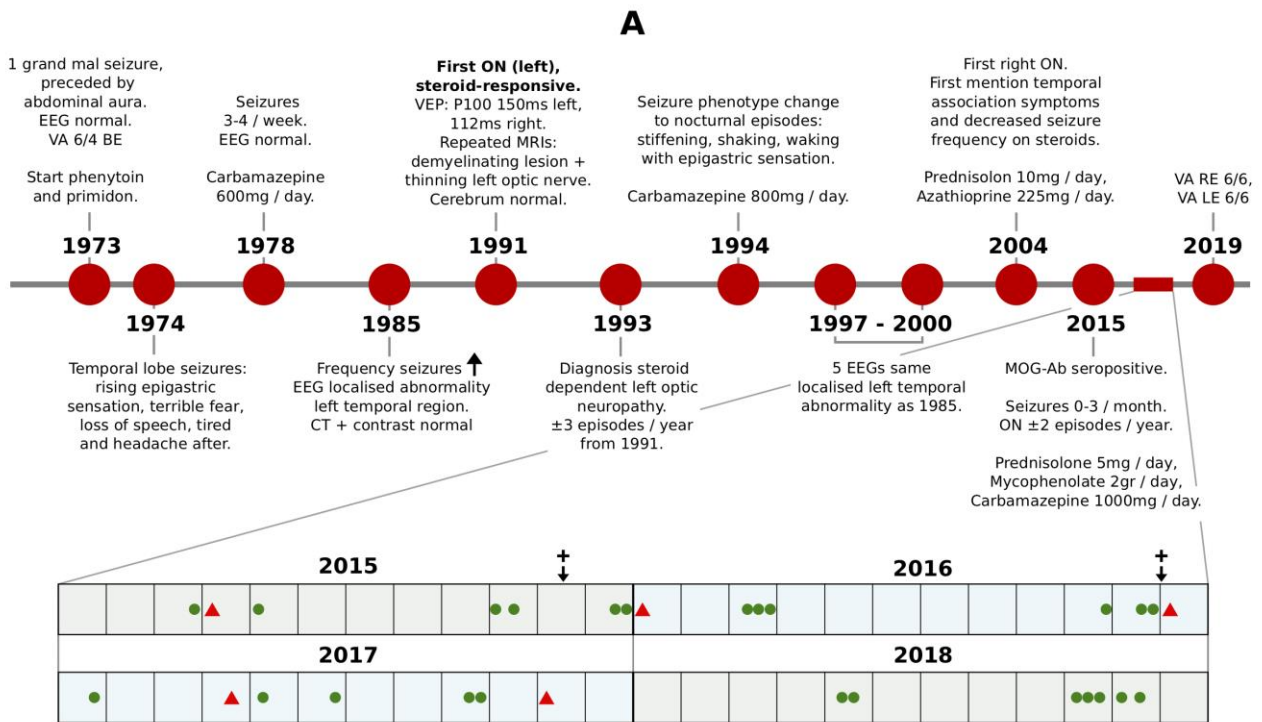 A
1 grand mal seizure,
preceded by
abdominal aura.
EEG normal.
VA 6/4 BE
Start phenytoin
and primidon.
1973
Seizures
3-4 / week.
EEG normal.
Carbamazepine
600mg / day.
1978
First ON (left),
steroid-responsive.
VEP: P100 150ms left,
112ms right.
Repeated MRIs:
demyelinating lesion +
thinning left optic nerve.
Cerebrum normal.
1991
Seizure phenotype change
to nocturnal episodes:
stiffening, shaking, waking
with epigastric sensation.
Carbamazepine 800mg / day.
1994
First right ON.
First mention temporal
association symptoms
and decreased seizure
frequency on steroids.
Prednisolon 10mg / day,
Azathioprine 225mg / day.
2004
VA RE 6/6,
VA LE 6/6
2019
1974
Temporal lobe seizures:
rising epigastric
sensation, terrible fear,
loss of speech, tired
and headache after.
1985
Frequency seizures ↑
EEG localised abnormality
left temporal region.
CT + contrast normal
1993
Diagnosis steroid
dependent left optic
neuropathy.
±3 episodes / year
from 1991.
1997 - 2000
5 EEGs same
localised left temporal
abnormality as 1985.
2015
MOG-Ab seropositive.
Seizures 0-3 / month.
ON ±2 episodes / year.
Prednisolone 5mg / day,
Mycophenolate 2gr / day,
Carbamazepine 1000mg / day.
2015
+
2016
+
2017
2018